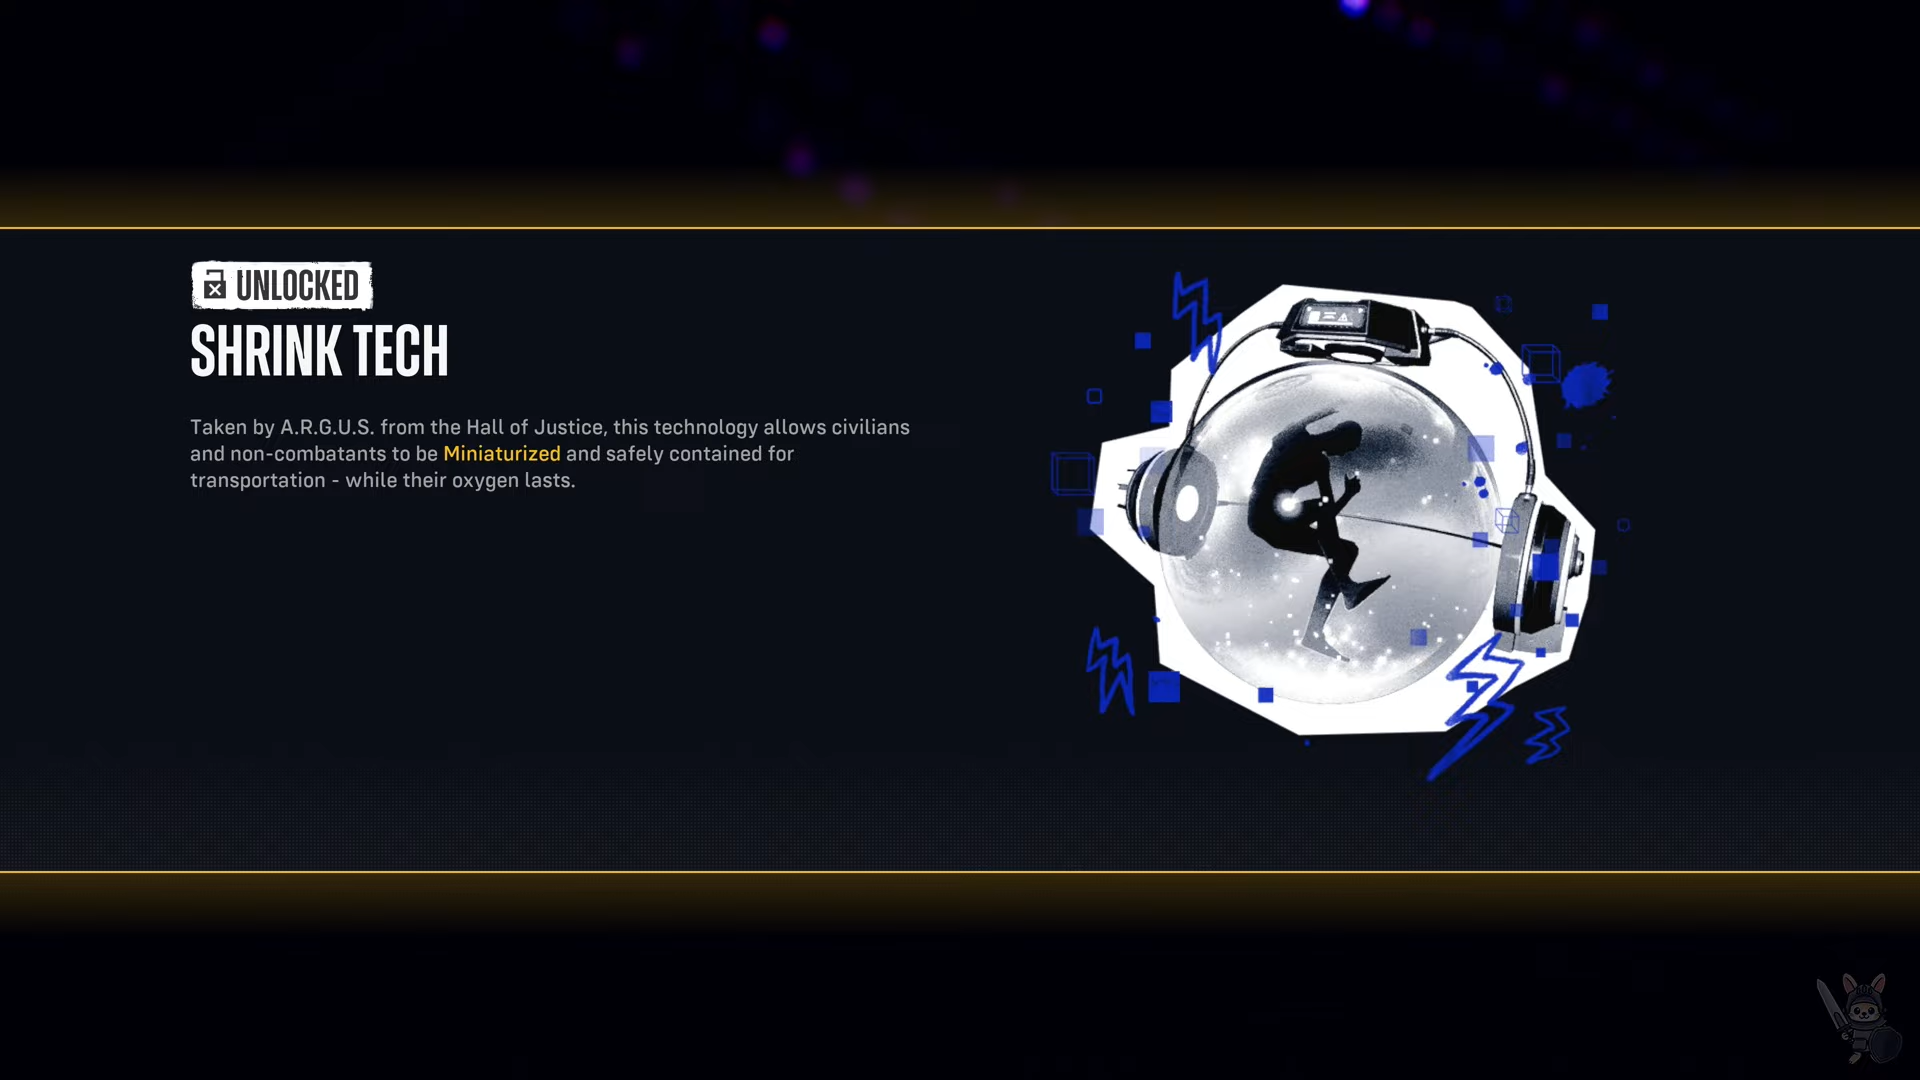 UNLOCKED
SHRINK TECH
Taken by A.R.G.U.S. from the Hall of Justice, this technology allows civilians
and non-combatants to be Miniaturized and safely contained for
transportation - while their oxygen lasts.